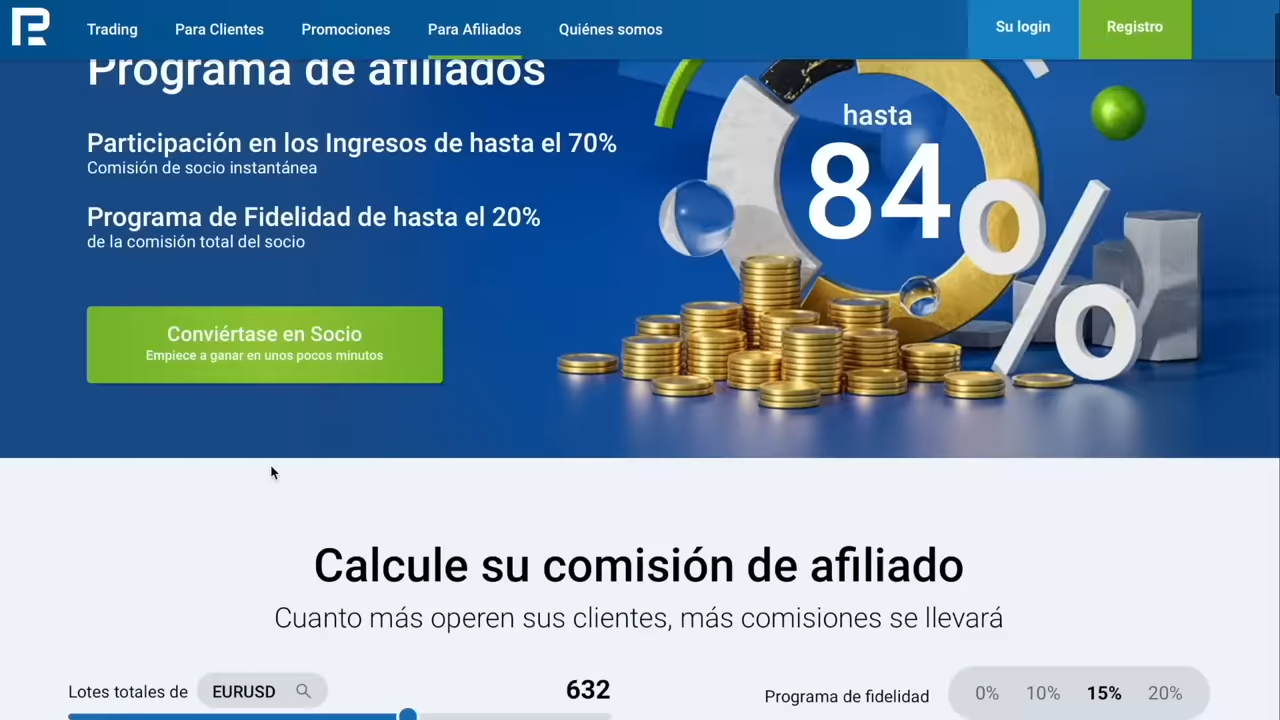 Trading Para Clientes Promociones Para Afiliados Quiénes somos Su login Registro
Programa de afiliados
Participación en los Ingresos de hasta el 70%
Comisión de socio instantánea
Programa de Fidelidad de hasta el 20%
de la comisión total del socio
Conviértase en Socio
Empiece a ganar en unos pocos minutos
hasta
84%
Calcule su comisión de afiliado
Cuanto más operen sus clientes, más comisiones se llevará
Lotes totales de EURUSD 632
Programa de fidelidad 0% 10% 15% 20%